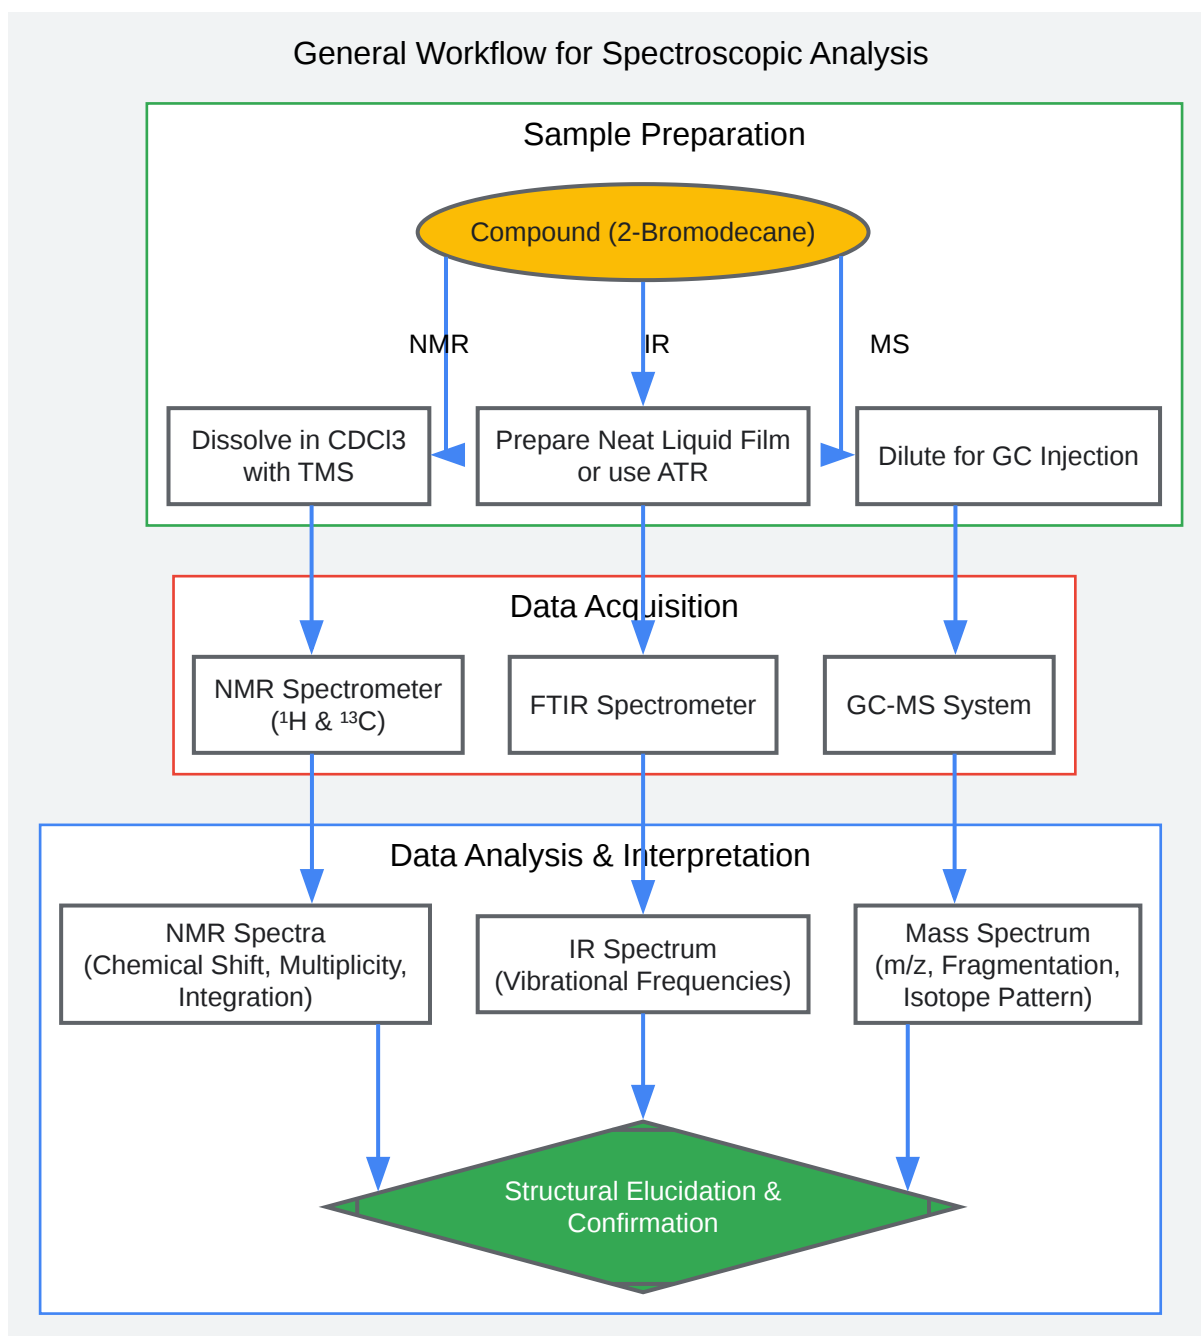 General Workflow for Spectroscopic Analysis
Sample Preparation
Compound (2-Bromodecane)
NMR
IR
MS
Dissolve in CDCl3
with TMS
Prepare Neat Liquid Film
or use ATR
Dilute for GC Injection
Data Acquisition
NMR Spectrometer
(¹H & ¹³C)
FTIR Spectrometer
GC-MS System
Data Analysis & Interpretation
NMR Spectra
(Chemical Shift, Multiplicity,
Integration)
IR Spectrum
(Vibrational Frequencies)
Mass Spectrum
(m/z, Fragmentation,
Isotope Pattern)
Structural Elucidation &
Confirmation